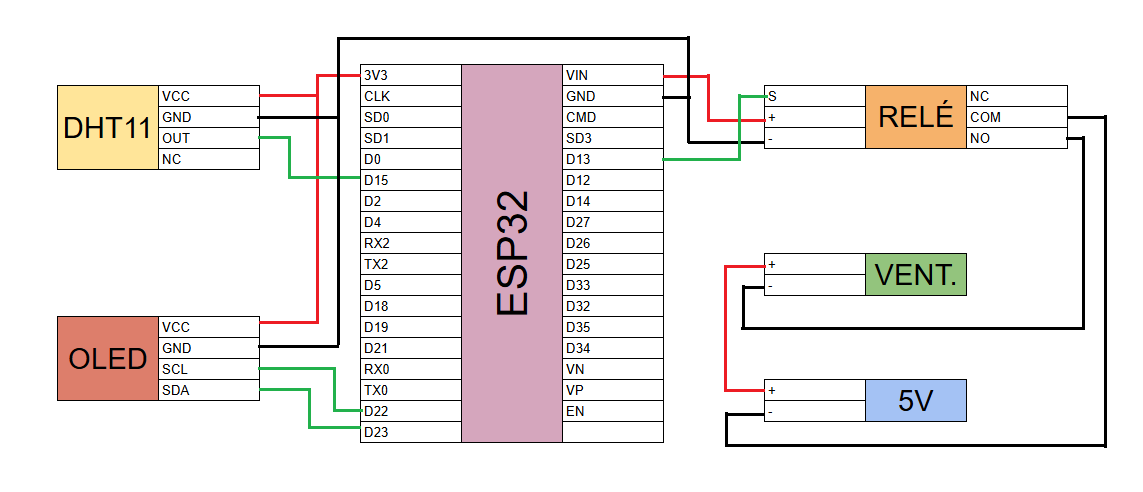 DHT11
VCC
GND
OUT
NC
OLED
VCC
GND
SCL
SDA
ESP32
3V3
CLK
SD0
SD1
D0
D15
D2
D4
RX2
TX2
D5
D18
D19
D21
RX0
TX0
D22
D23
VIN
GND
CMD
SD3
D13
D12
D14
D27
D26
D25
D33
D32
D35
D34
VN
VP
EN
S
+
-
RELÉ
NC
COM
NO
+
-
VENT.
+
-
5V